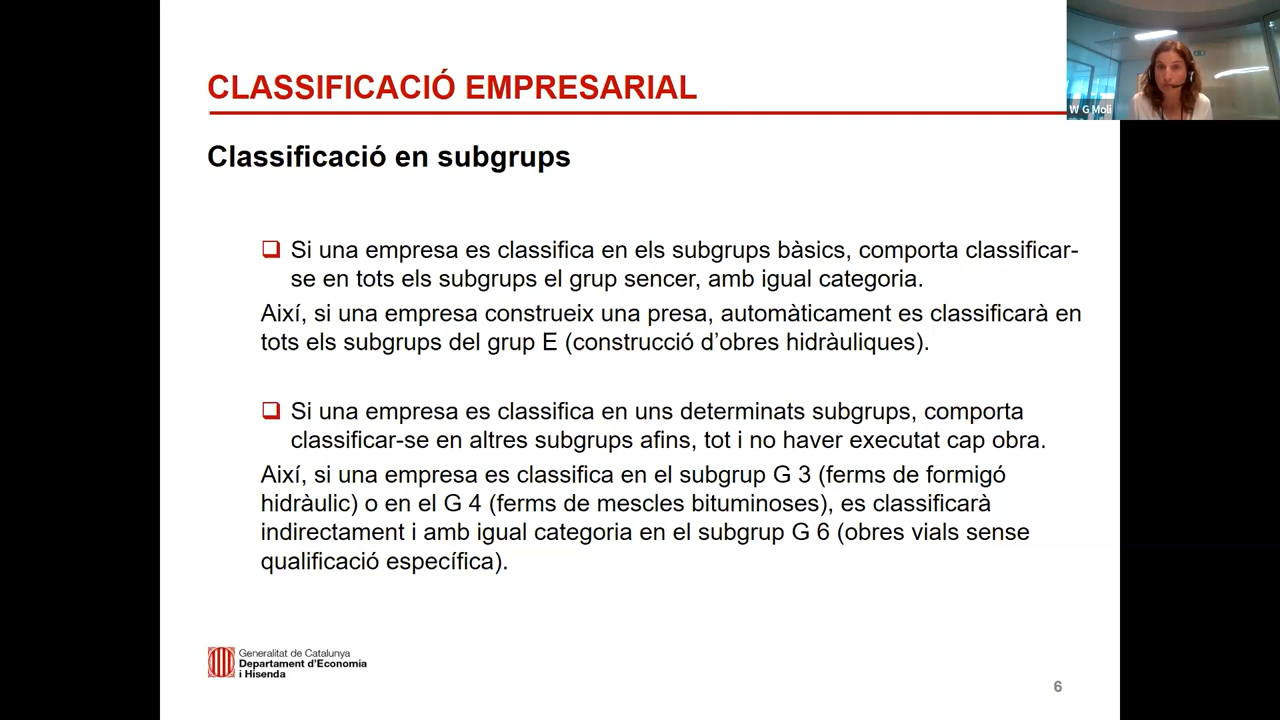 CLASSIFICACIÓ EMPRESARIAL
W G Moli
Classificació en subgrups
Si una empresa es classifica en els subgrups bàsics, comporta classificar-
se en tots els subgrups el grup sencer, amb igual categoria.
Així, si una empresa construeix una presa, automàticament es classificarà en
tots els subgrups del grup E (construcció d’obres hidràuliques).
Si una empresa es classifica en uns determinats subgrups, comporta
classificar-se en altres subgrups afins, tot i no haver executat cap obra.
Així, si una empresa es classifica en el subgrup G 3 (ferms de formigó
hidràulic) o en el G 4 (ferms de mescles bituminoses), es classificarà
indirectament i amb igual categoria en el subgrup G 6 (obres vials sense
qualificació específica).
Generalitat de Catalunya
Departament d’Economia
i Hisenda
6